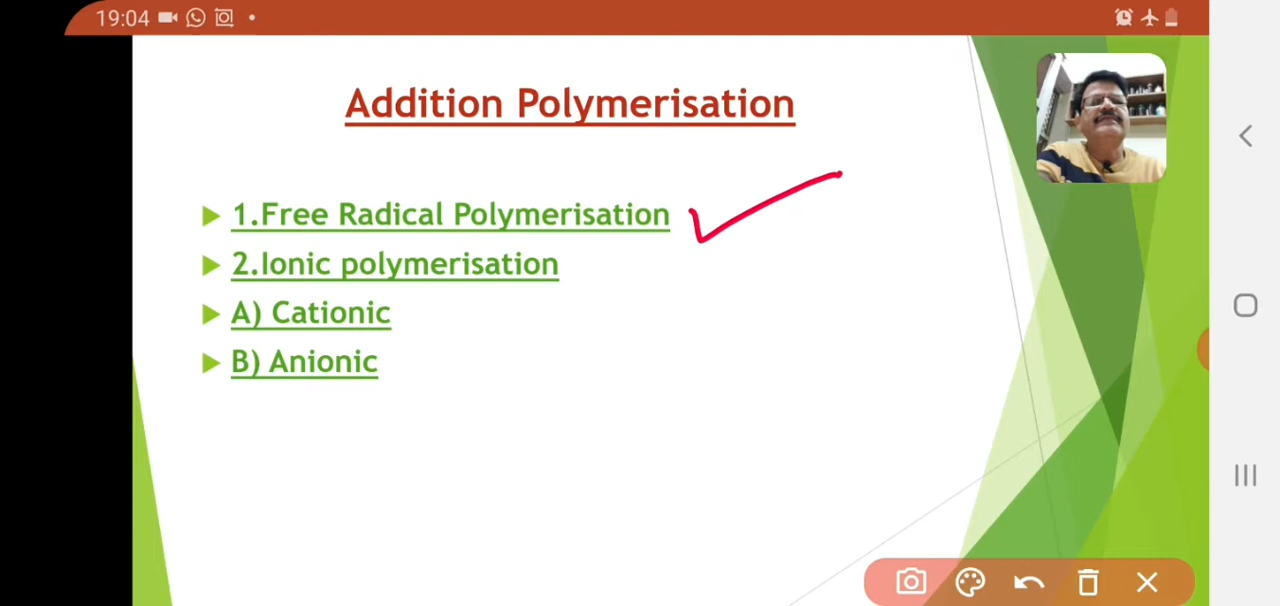 19:04
Addition Polymerisation
1.Free Radical Polymerisation
2.Ionic polymerisation
A) Cationic
B) Anionic